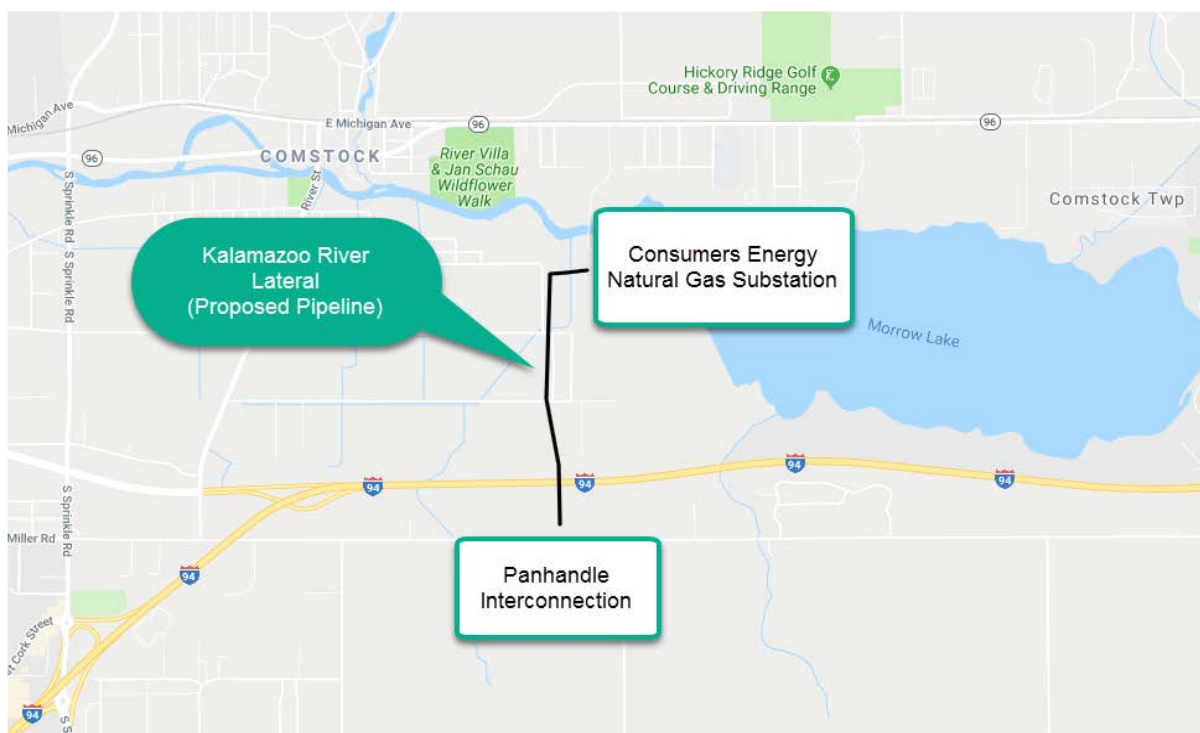 Hickory Ridge Golf
Course & Driving Range
Michigan Ave
E Michigan Ave
96
96
96
COMSTOCK
River St
River Villa
& Jan Schau
Wildflower
Walk
Comstock Twp
S Sprinkle Rd
S Sprinkle Rd
Kalamazoo River
Lateral
(Proposed Pipeline)
Consumers Energy
Natural Gas Substation
Morrow Lake
94
94
94
94
S Sprinkle Rd
Miller Rd
94
Panhandle
Interconnection
Cork Street
94